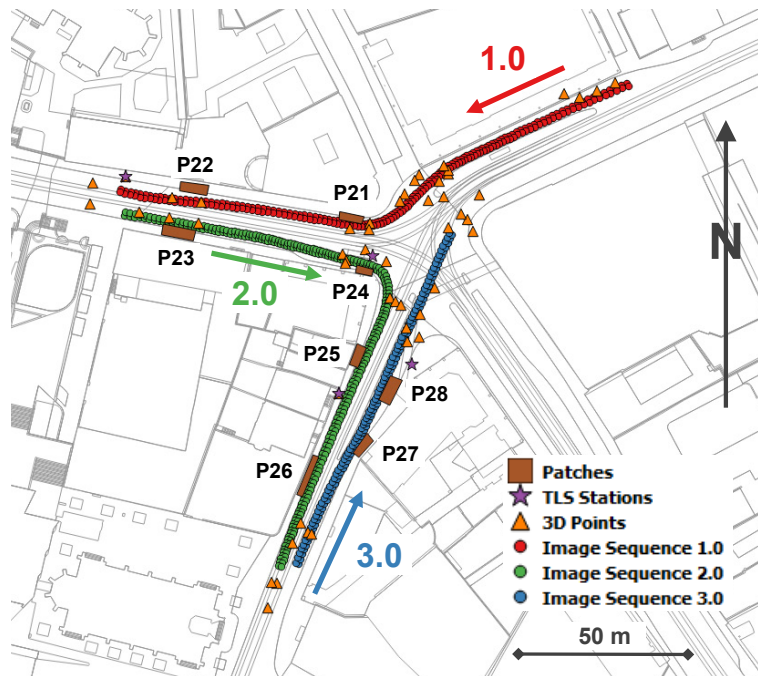 1.0
P22
P21
N
P23
2.0
P24
P25
P28
P26
P27
3.0
Patches
TLS Stations
3D Points
Image Sequence 1.0
Image Sequence 2.0
Image Sequence 3.0
50 m